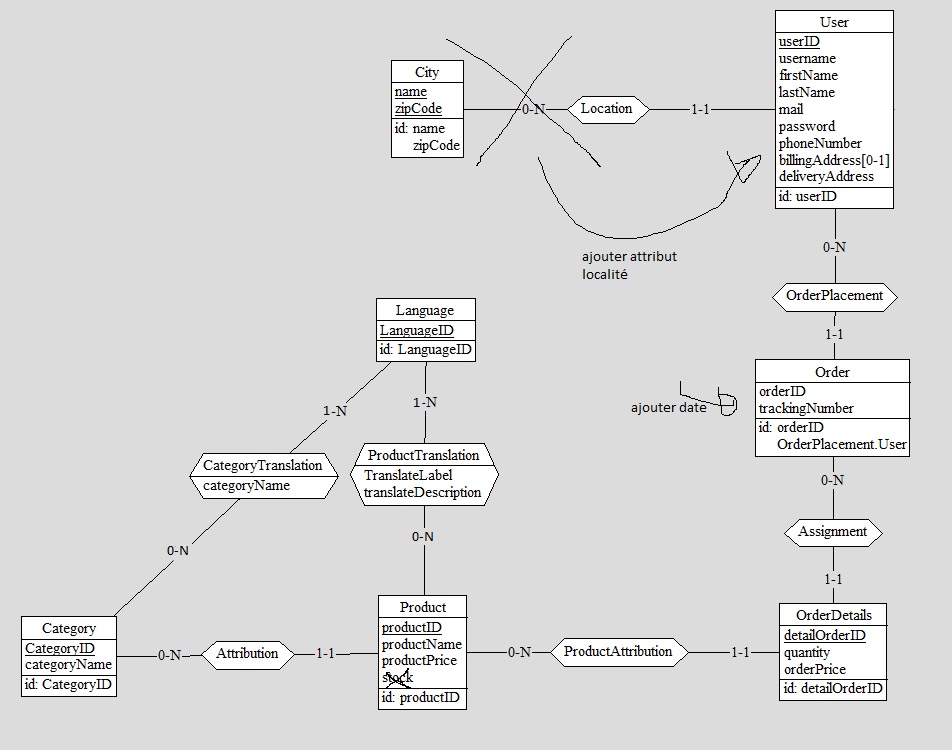 User
userID
username
firstName
lastName
mail
password
phoneNumber
billingAddress[0-1]
deliveryAddress
id: userID
City
name
zipCode
id: name
zipCode
0-N
Location
1-1
ajouter attribut
localité
0-N
OrderPlacement
1-1
Language
LanguageID
id: LanguageID
Order
orderID
trackingNumber
id: orderID
OrderPlacement.User
ajouter date
1-N
1-N
CategoryTranslation
categoryName
ProductTranslation
TranslateLabel
translateDescription
0-N
Assignment
1-1
0-N
0-N
Category
CategoryID
categoryName
id: CategoryID
0-N
Attribution
1-1
Product
productID
productName
productPrice
stock
id: productID
0-N
ProductAttribution
1-1
OrderDetails
detailOrderID
quantity
orderPrice
id: detailOrderID